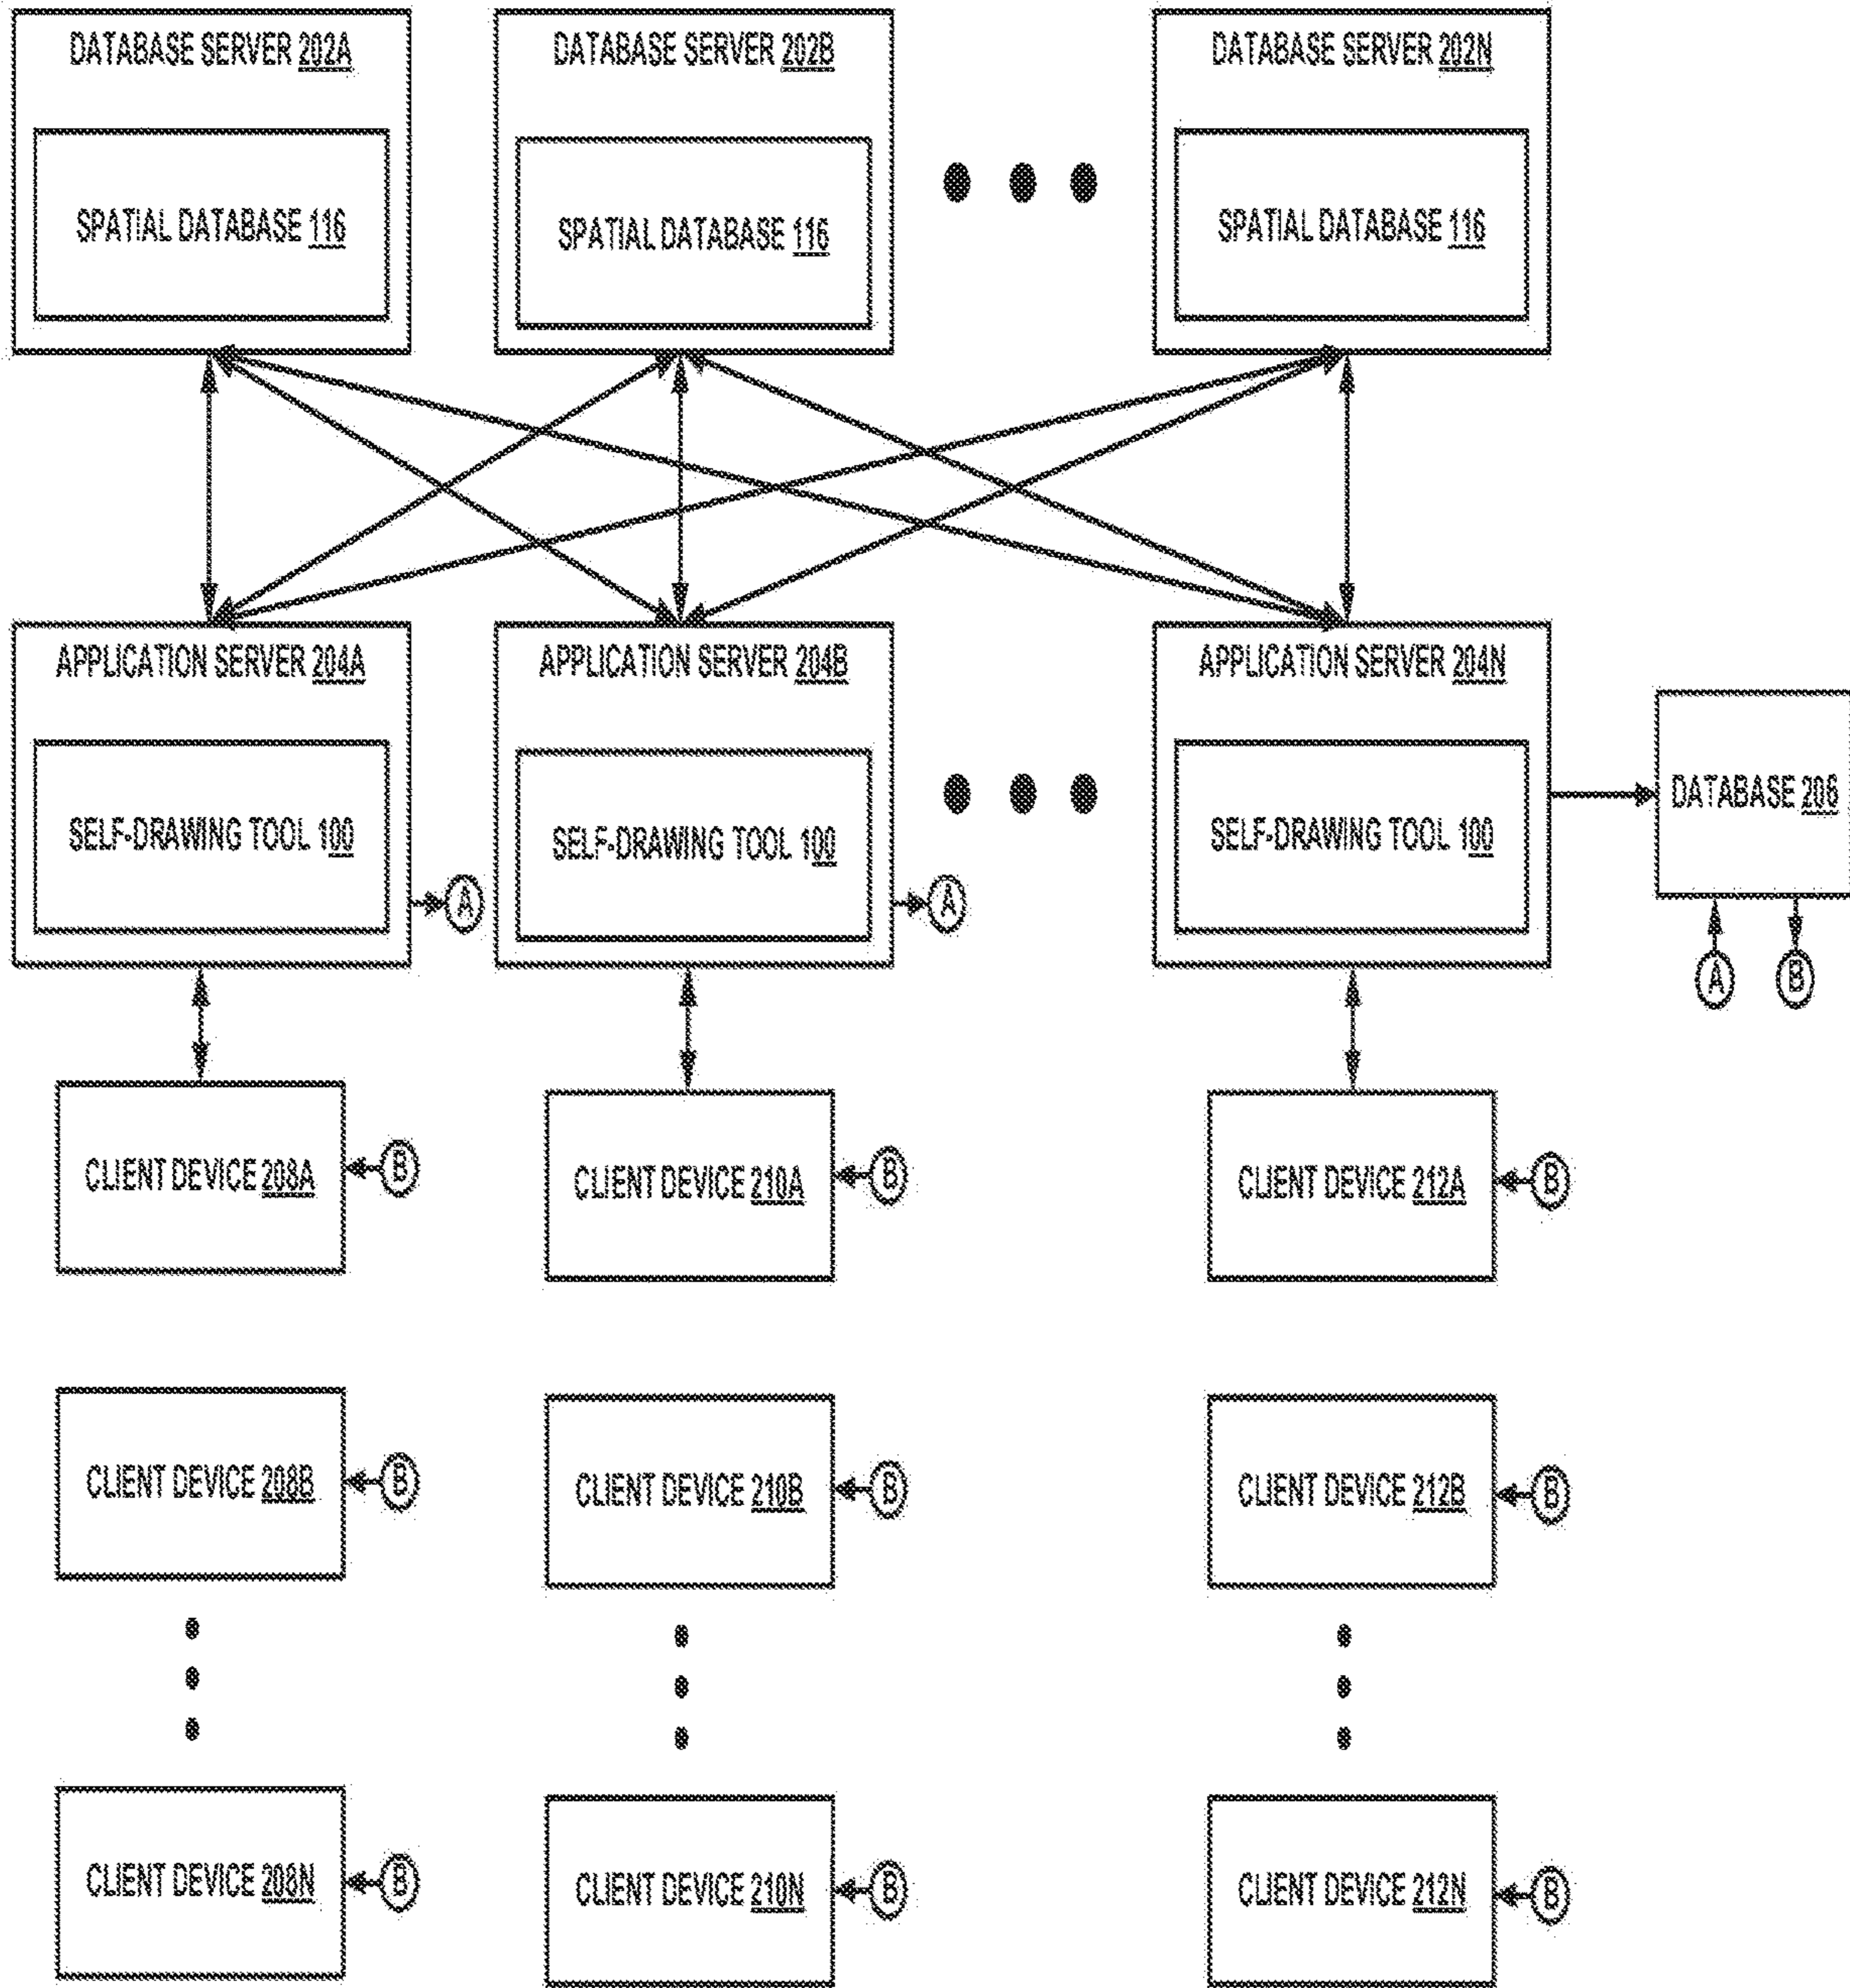 DATABASE SERVER 202A
DATABASE SERVER 202B
DATABASE SERVER 202N
SPATIAL DATABASE 116
SPATIAL DATABASE 116
SPATIAL DATABASE 116
APPLICATION SERVER 204A
APPLICATION SERVER 204B
APPLICATION SERVER 204N
SELF-DRAWING TOOL 100
SELF-DRAWING TOOL 100
SELF-DRAWING TOOL 100
DATABASE 206
A
A
A
B
CLIENT DEVICE 208A
B
CLIENT DEVICE 210A
B
CLIENT DEVICE 212A
B
CLIENT DEVICE 208B
B
CLIENT DEVICE 210B
B
CLIENT DEVICE 212B
B
CLIENT DEVICE 208N
B
CLIENT DEVICE 210N
B
CLIENT DEVICE 212N
B